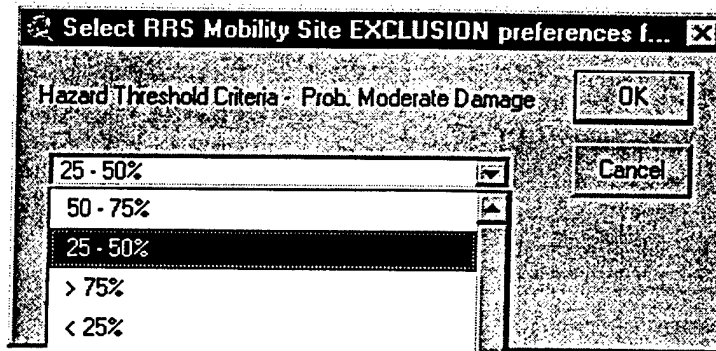 Select RRS Mobility Site EXCLUSION preferences f...
Hazard Threshold Criteria - Prob. Moderate Damage
OK
25 - 50%
Cancel
50 - 75%
25 - 50%
> 75%
< 25%